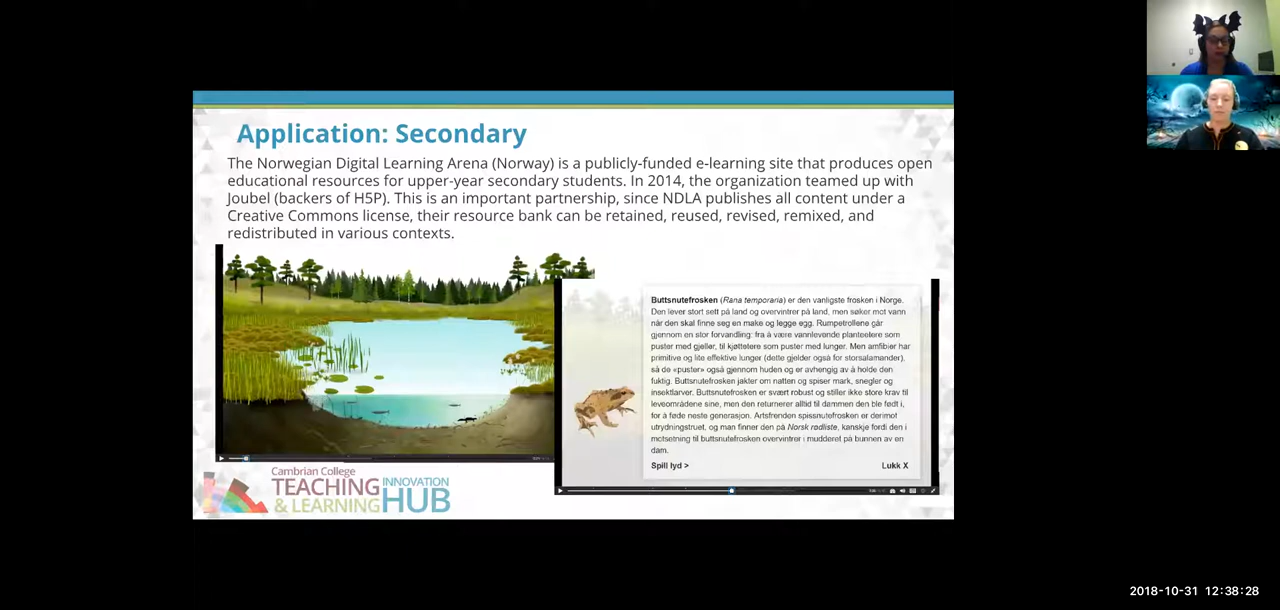 Application: Secondary
The Norwegian Digital Learning Arena (Norway) is a publicly-funded e-learning site that produces open
educational resources for upper-year secondary students. In 2014, the organization teamed up with
Joubel (backers of H5P). This is an important partnership, since NDLA publishes all content under a
Creative Commons license, their resource bank can be retained, reused, revised, remixed, and
redistributed in various contexts.
Buttsnutefrosken (Rana temporaria) er den vanligste frosken i Norge.
Den lever stort sett på land og overvintrer på land, men søker mot vann
når den skal finne seg en make og legge egg. Rumpetrollene går
gjennom en stor forvandling: fra å være vannlevende planteetere som
puster med gjeller, til kjøttetere som puster med lunger. Men amfibier har
primitive og lite effektive lunger (dette gjelder også for storsalamander),
så de «puster» også gjennom huden og er avhengig av å holde den
fuktig. Buttsnutefrosken jakter om natten og spiser mark, snegler og
insektlarver. Buttsnutefrosken er svært robust og stiller ikke store krav til
leveområdene sine, men den returnerer alltid til dammen den ble født i,
for å føde neste generasjon. Artsfrenden spissnutefrosken er derimot
utrydningstruet, og man finner den på Norsk rødliste, kanskje fordi den i
motsetning til buttsnutefrosken overvintrer i mudderet på bunnen av en
dam.
Spill lyd >
Lukk X
Cambrian College
TEACHING
& LEARNING
INNOVATION
HUB
2018-10-31 12:38:28